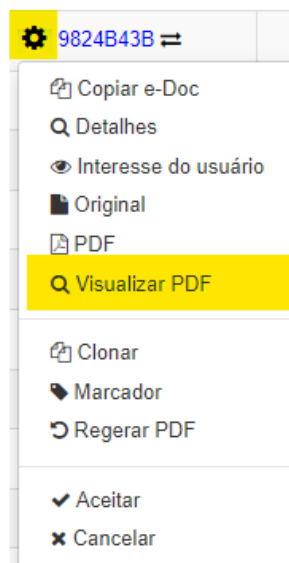 9824B43B
Copiar e-Doc
Detalhes
Interesse do usuário
Original
PDF
Visualizar PDF
Clonar
Marcador
Regerar PDF
Aceitar
Cancelar